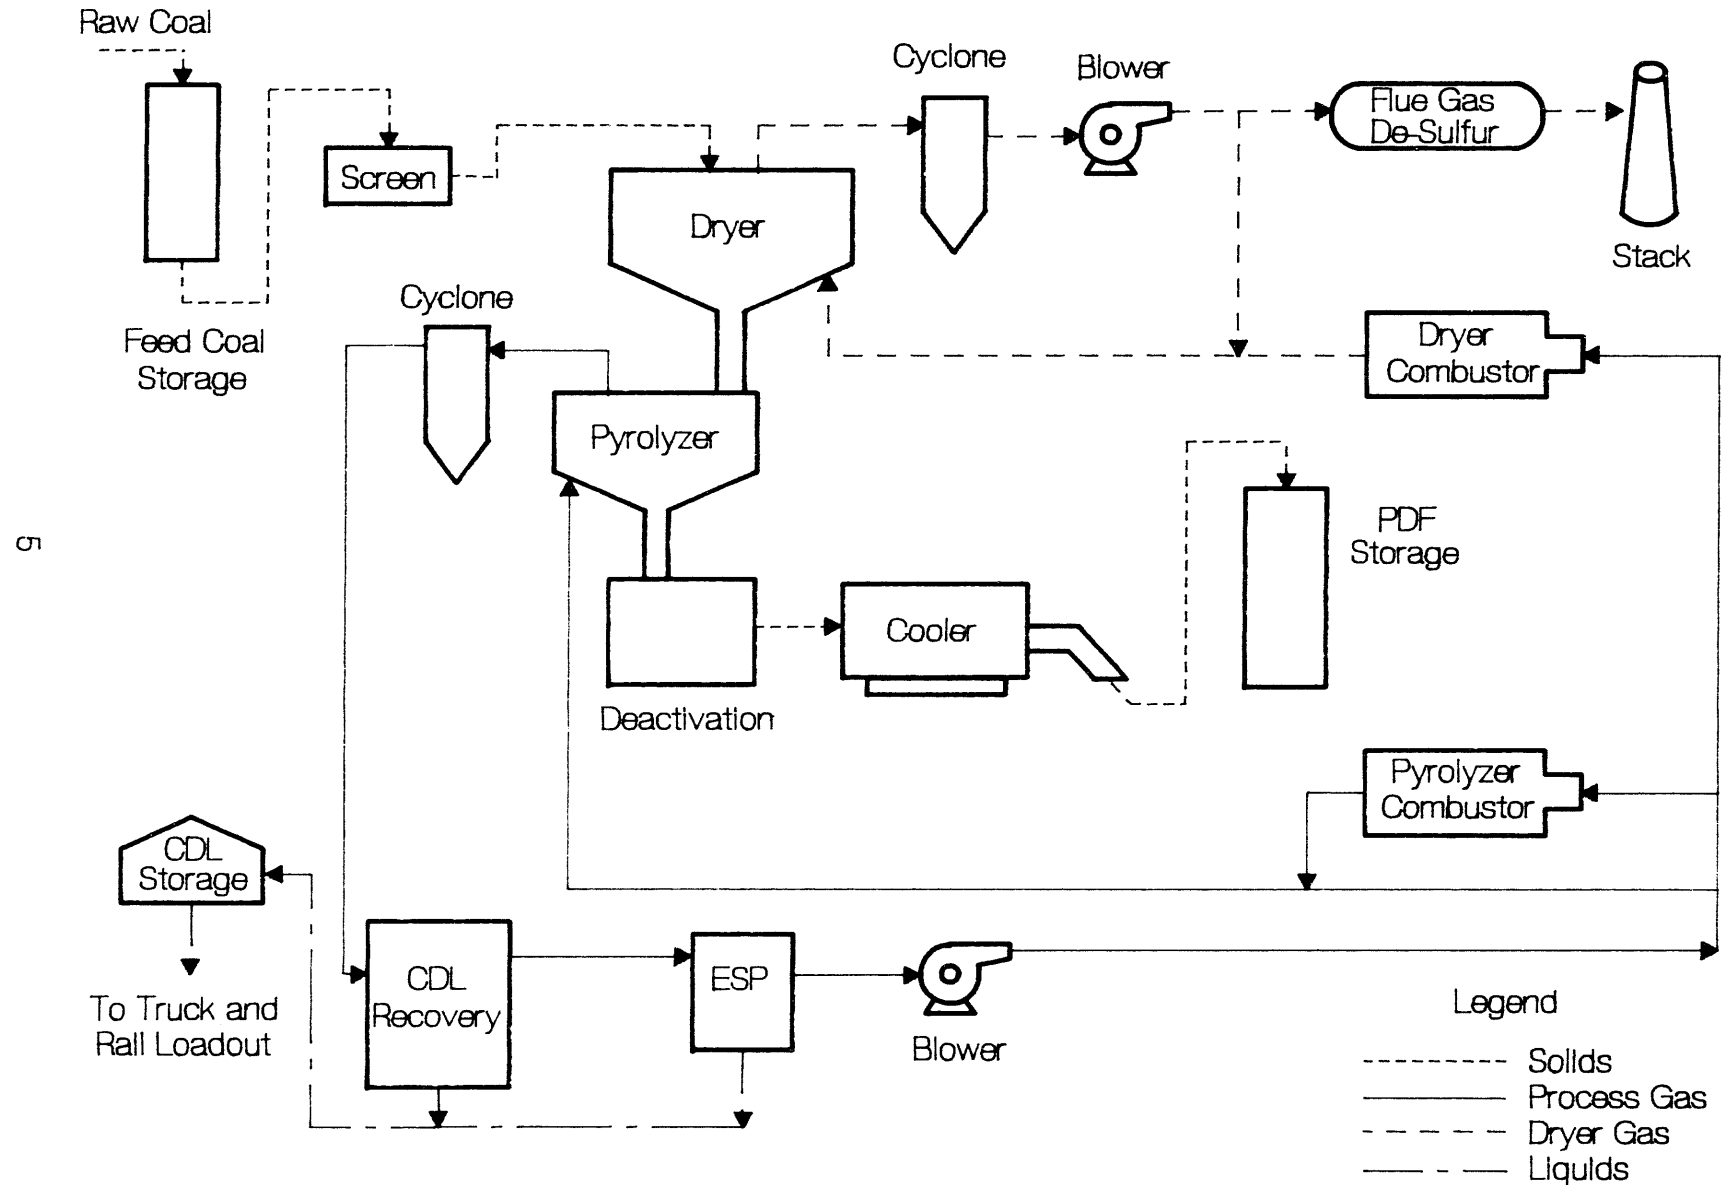 Raw Coal
Cyclone
Blower
Flue Gas
De-Sulfur
Screen
Dryer
Stack
Cyclone
Feed Coal
Storage
Dryer
Combustor
Pyrolyzer
PDF
Storage
5
Cooler
Deactivation
Pyrolyzer
Combustor
CDL
Storage
CDL
Recovery
ESP
To Truck and
Rail Loadout
Blower
Legend
Solids
Process Gas
Dryer Gas
Liquids